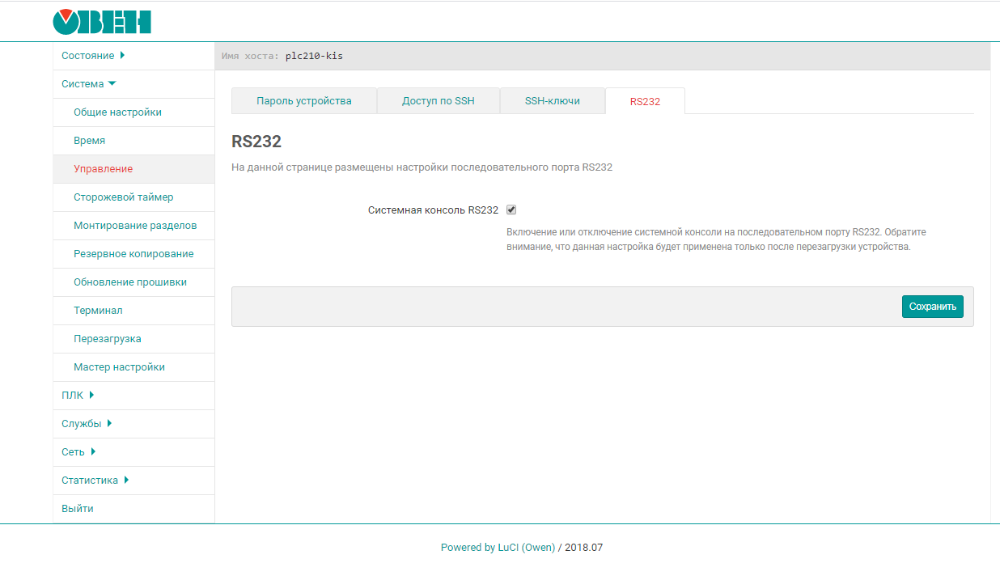 ОВЕН
Состояние
Имя хоста: plc210-kis
Система
Общие настройки
Время
Управление
Сторожевой таймер
Монтирование разделов
Резервное копирование
Обновление прошивки
Терминал
Перезагрузка
Мастер настройки
ПЛК
Службы
Сеть
Статистика
Выйти
Пароль устройства
Доступ по SSH
SSH-ключи
RS232
RS232
На данной странице размещены настройки последовательного порта RS232
Системная консоль RS232
Включение или отключение системной консоли на последовательном порту RS232. Обратите
внимание, что данная настройка будет применена только после перезагрузки устройства.
Сохранить
Powered by LuCI (Owen) / 2018.07